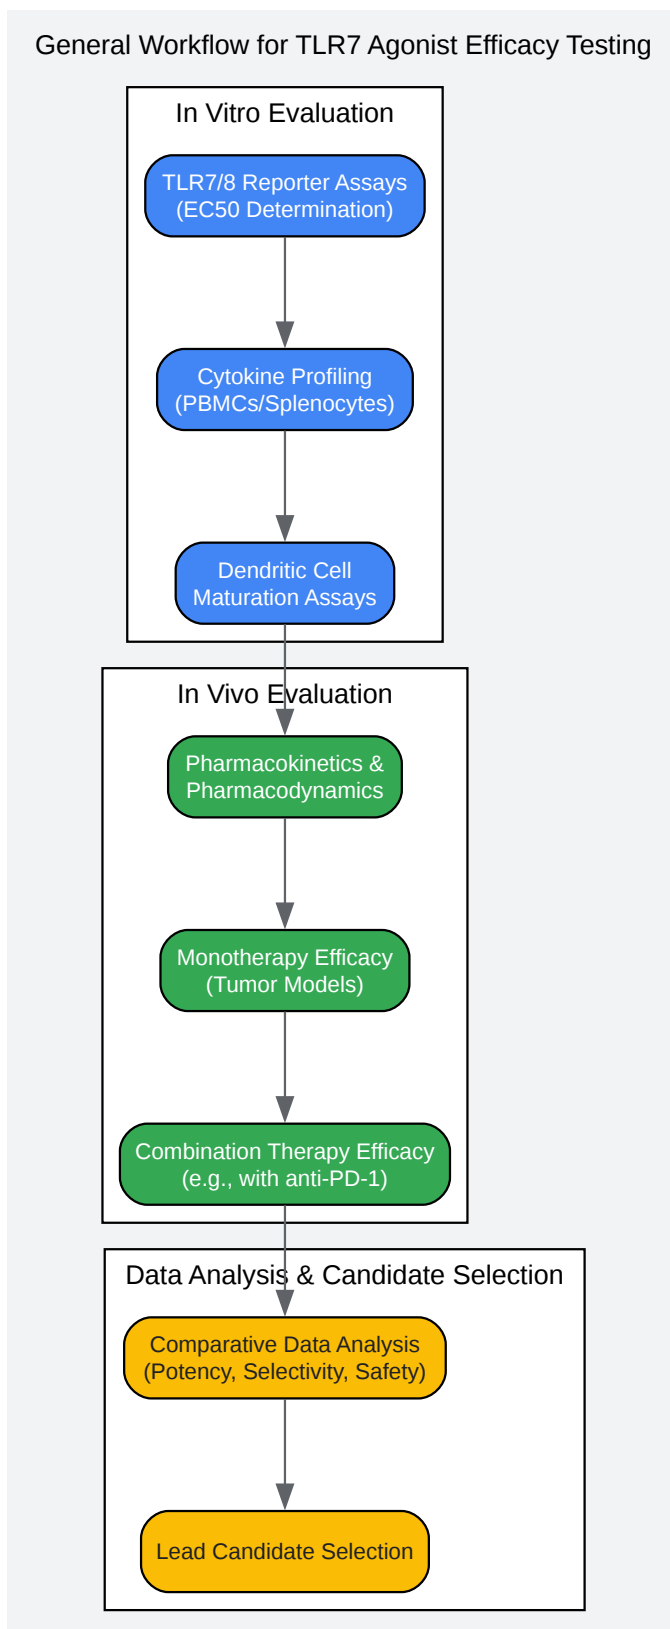 General Workflow for TLR7 Agonist Efficacy Testing
In Vitro Evaluation
TLR7/8 Reporter Assays
(EC50 Determination)
Cytokine Profiling
(PBMCs/Splenocytes)
Dendritic Cell
Maturation Assays
In Vivo Evaluation
Pharmacokinetics &
Pharmacodynamics
Monotherapy Efficacy
(Tumor Models)
Combination Therapy Efficacy
(e.g., with anti-PD-1)
Data Analysis & Candidate Selection
Comparative Data Analysis
(Potency, Selectivity, Safety)
Lead Candidate Selection